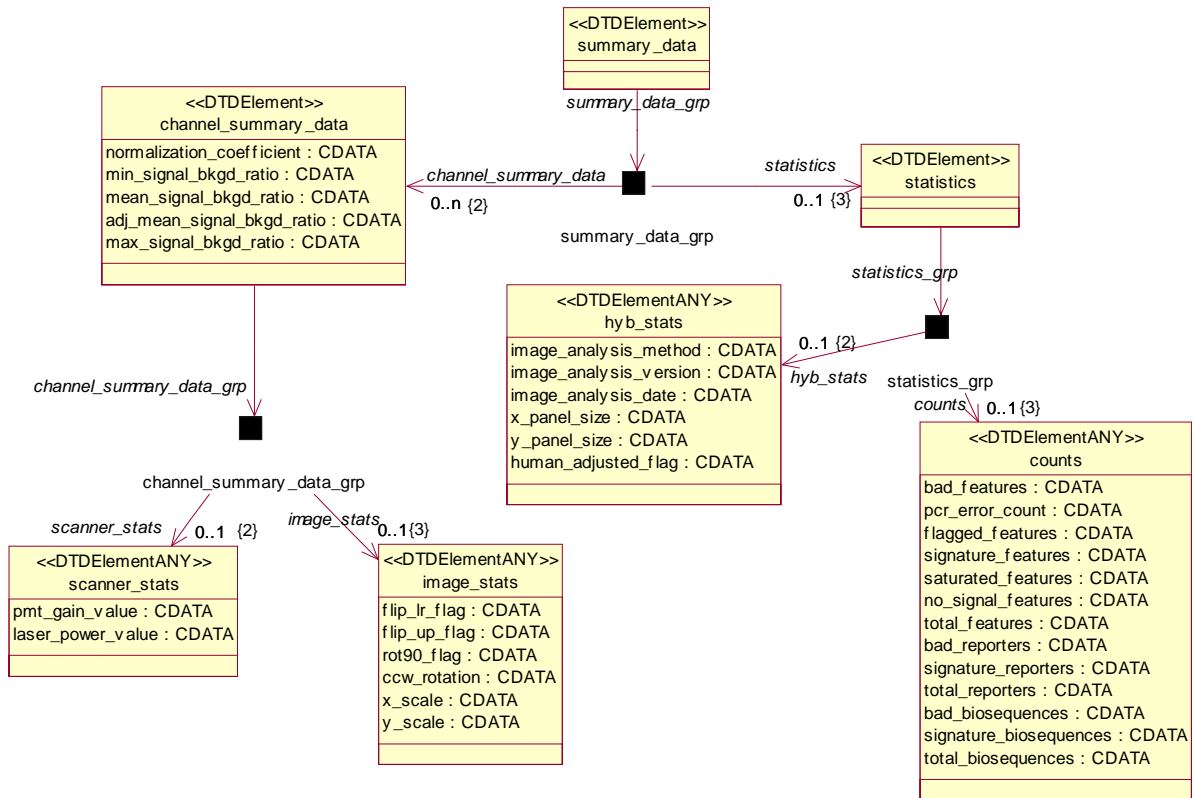 <<DTDElement>>
summary_data
summary_data_grp
<<DTDElement>>
channel_summary_data
normalization_coefficient : CDATA
min_signal_bkgd_ratio : CDATA
mean_signal_bkgd_ratio : CDATA
adj_mean_signal_bkgd_ratio : CDATA
max_signal_bkgd_ratio : CDATA
channel_summary_data
0..n {2}
statistics
0..1 {3}
<<DTDElement>>
statistics
summary_data_grp
statistics_grp
<<DTDElementANY>>
hyb_stats
image_analysis_method : CDATA
image_analysis_version : CDATA
image_analysis_date : CDATA
x_panel_size : CDATA
y_panel_size : CDATA
human_adjusted_flag : CDATA
0..1 {2}
hyb_stats
statistics_grp
counts
0..1 {3}
channel_summary_data_grp
<<DTDElementANY>>
counts
bad_features : CDATA
pcr_error_count : CDATA
flagged_features : CDATA
signature_features : CDATA
saturated_features : CDATA
no_signal_features : CDATA
total_features : CDATA
bad_reporters : CDATA
signature_reporters : CDATA
total_reporters : CDATA
bad_biosequences : CDATA
signature_biosequences : CDATA
total_biosequences : CDATA
channel_summary_data_grp
scanner_stats
0..1 {2}
image_stats
0..1 {3}
<<DTDElementANY>>
scanner_stats
pmt_gain_value : CDATA
laser_power_value : CDATA
<<DTDElementANY>>
image_stats
flip_lr_flag : CDATA
flip_up_flag : CDATA
rot90_flag : CDATA
ccw_rotation : CDATA
x_scale : CDATA
y_scale : CDATA